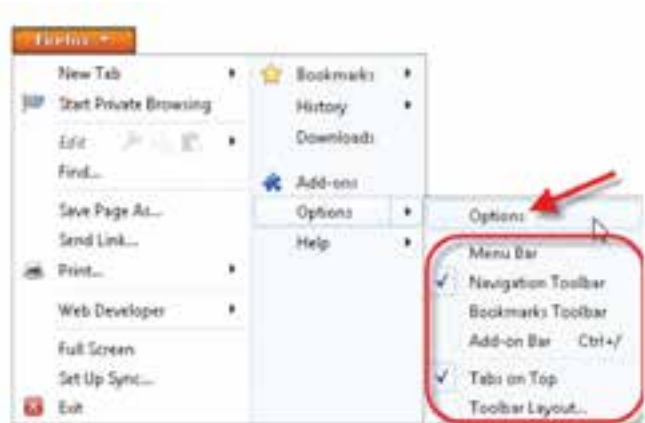 Firefox
New Tab
Start Private Browsing
Edit
Find...
Save Page As...
Send Link...
Print...
Web Developer
Full Screen
Set Up Sync...
Exit
Bookmarks
History
Downloads
Add-ons
Options
Help
Options
Menu Bar
Navigation Toolbar
Bookmarks Toolbar
Add-on Bar Ctrl+/
Tabs on Top
Toolbar Layout...